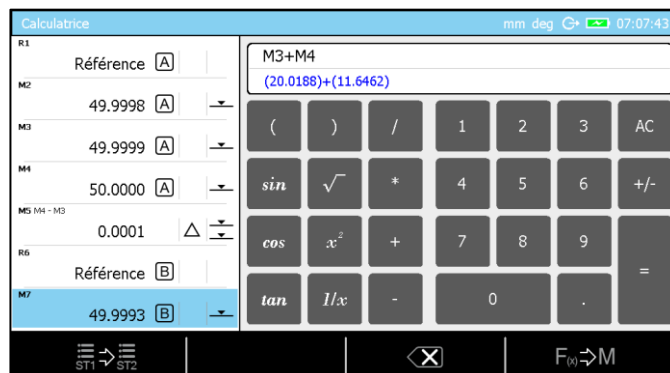 Calculatrice mm deg G+ 07:07:43
R1
Référence A
M2
49.9998 A
M3
49.9999 A
M4
50.0000 A
M5 M4 - M3
0.0001
R6
Référence B
M7
49.9993 B
M3+M4
(20.0188)+(11.6462)
( ) / 1 2 3 AC
sin √ * 4 5 6 +/-
cos x² + 7 8 9 =
tan 1/x - 0 .
ST1 ST2
F(x) M